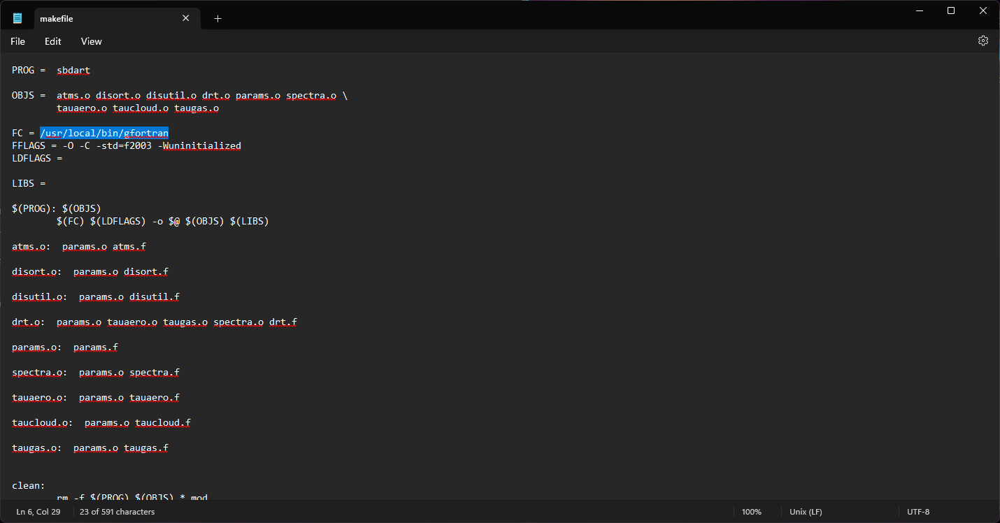 makefile
File Edit View
PROG = sbdart
OBJS = atms.o disort.o disutil.o drt.o params.o spectra.o \
tauaero.o taucloud.o taugas.o
FC = /usr/local/bin/gfortran
FFLAGS = -O -C -std=f2003 -Wuninitialized
LDFLAGS =
LIBS =
$(PROG): $(OBJS)
$(FC) $(LDFLAGS) -o $@ $(OBJS) $(LIBS)
atms.o: params.o atms.f
disort.o: params.o disort.f
disutil.o: params.o disutil.f
drt.o: params.o tauaero.o taugas.o spectra.o drt.f
params.o: params.f
spectra.o: params.o spectra.f
tauaero.o: params.o tauaero.f
taucloud.o: params.o taucloud.f
taugas.o: params.o taugas.f
clean:
rm -f $(PROG) $(OBJS) *.mod
Ln 6, Col 29 23 of 591 characters 100% Unix (LF) UTF-8